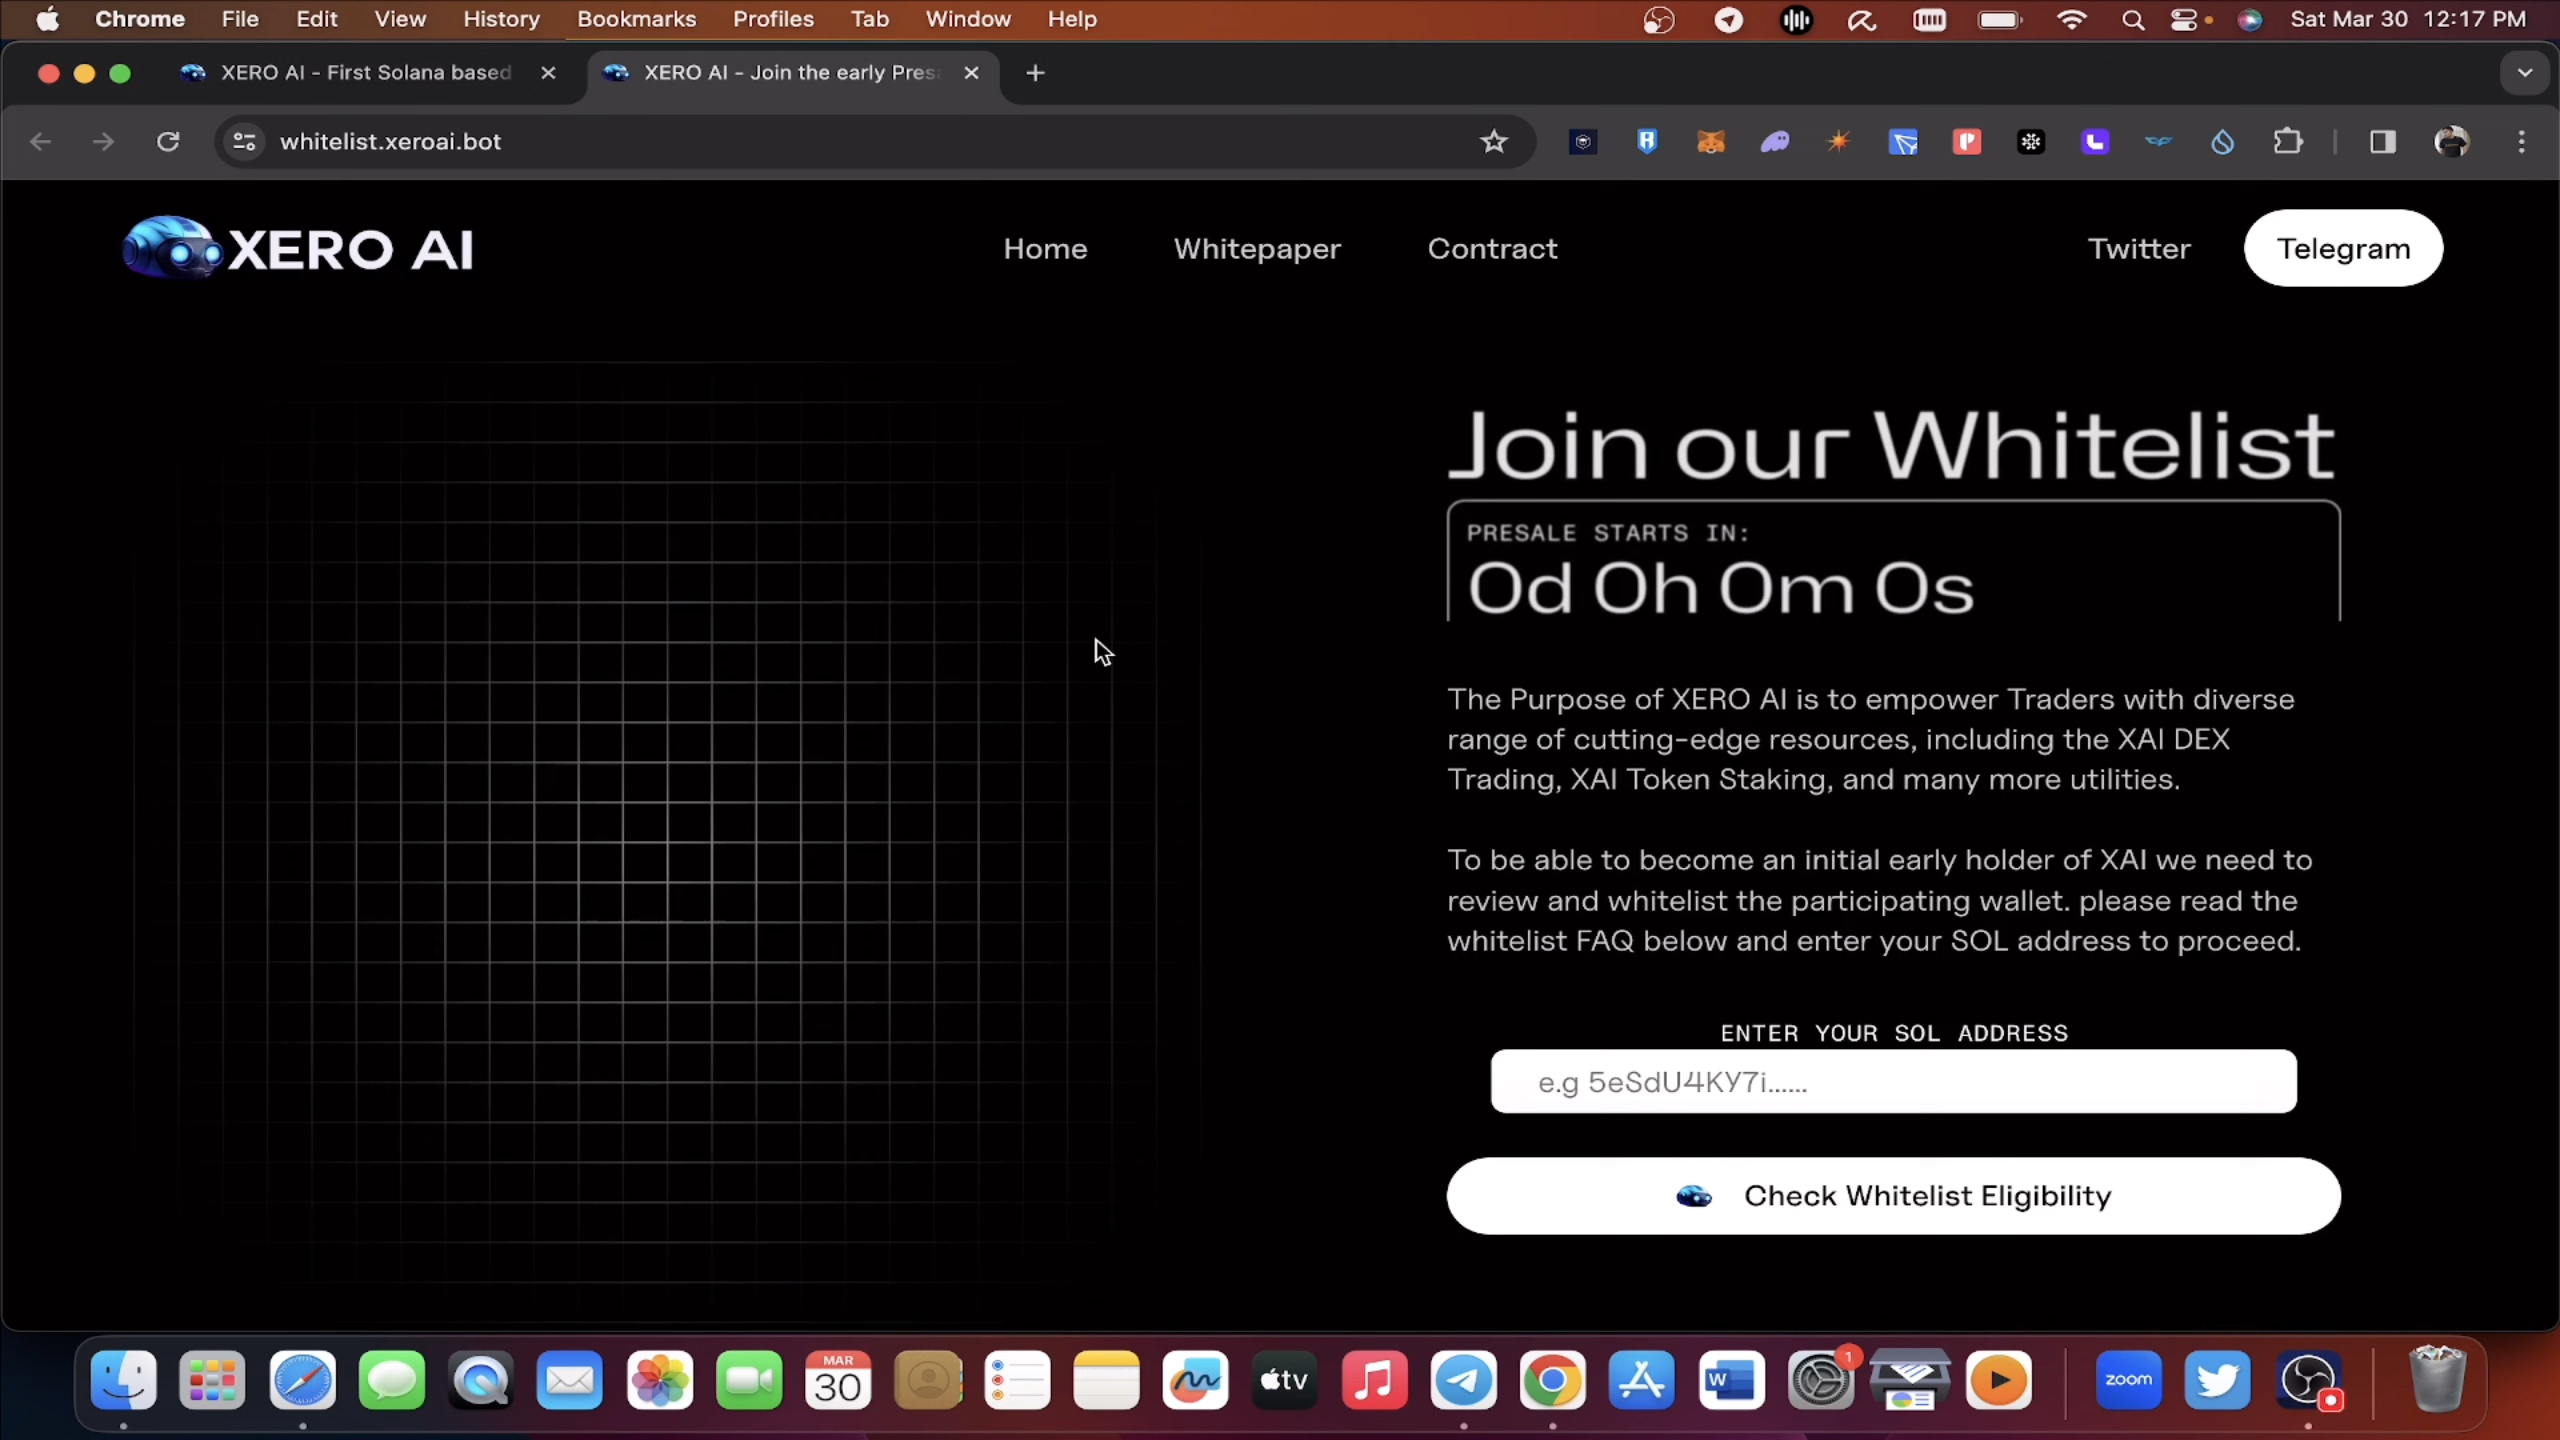 Chrome File Edit View History Bookmarks Profiles Tab Window Help Sat Mar 30 12:17 PM
XERO AI - First Solana based
XERO AI - Join the early Pres
whitelist.xeroai.bot
XERO AI
Home Whitepaper Contract Twitter Telegram
Join our Whitelist
PRESALE STARTS IN:
0d 0h 0m 0s
The Purpose of XERO AI is to empower Traders with diverse
range of cutting-edge resources, including the XAI DEX
Trading, XAI Token Staking, and many more utilities.
To be able to become an initial early holder of XAI we need to
review and whitelist the participating wallet. please read the
whitelist FAQ below and enter your SOL address to proceed.
ENTER YOUR SOL ADDRESS
e.g 5eSdU4KY7i......
Check Whitelist Eligibility
MAR
30
tv
W
1
zoom